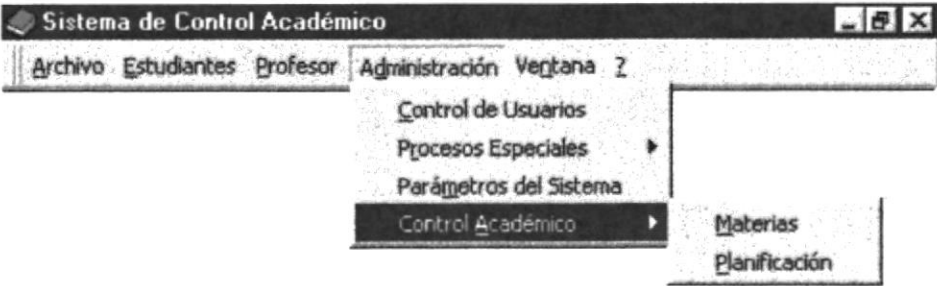 Sistema de Control Académico
Archivo Estudiantes Profesor Administración Ventana ?
Control de Usuarios
Procesos Especiales
Parámetros del Sistema
Control Académico
Materias
Planificación